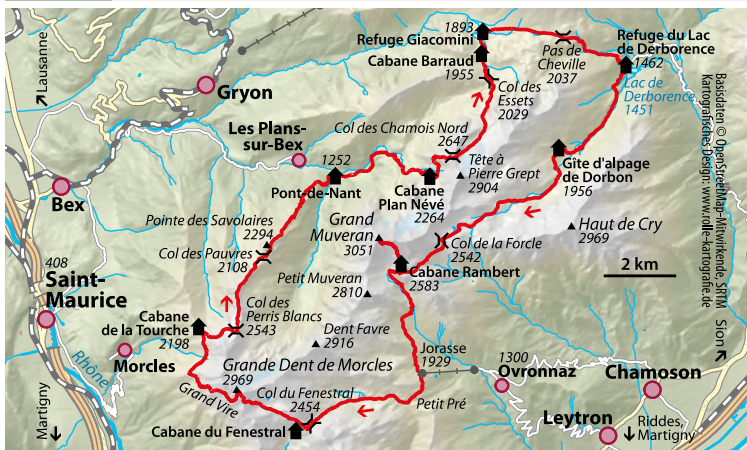 Lausanne
1893
Refuge Giacomini
Cabane Barraud
1955
Pas de
Cheville
2037
Refuge du Lac
de Derborence
1462
Lac de
Derborence
1451
Gryon
Col des
Essets
2029
Les Plans-
sur-Bex
Col des Chamois Nord
2647
1252
Pont-de-Nant
Tête à
Pierre Grept
2904
Gîte d'alpage
de Dorbon
1956
Bex
Cabane
Plan Névé
2264
Pointe des Savolaires
2294
Col des Pauvres
2108
Grand
Muveran
3051
Haut de Cry
2969
Col de la Forcle
2542
408
Saint-
Maurice
Petit Muveran
2810
Cabane Rambert
2583
2 km
Cabane
de la Tourche
2198
Col des
Perris Blancs
2543
Dent Favre
2916
Morcles
Rhône
Jorasse
1929
1300
Ovronnaz
Chamoson
Grande Dent de Morcles
2969
Grand Vire
Col du Fenestral
2454
Petit Pré
Leytron
Riddes,
Martigny
Martigny
Cabane du Fenestral
Sion
Basisdaten © OpenStreetMap-Mitwirkende, SRTM
Kartografisches Design: www.rolle-kartografie.de